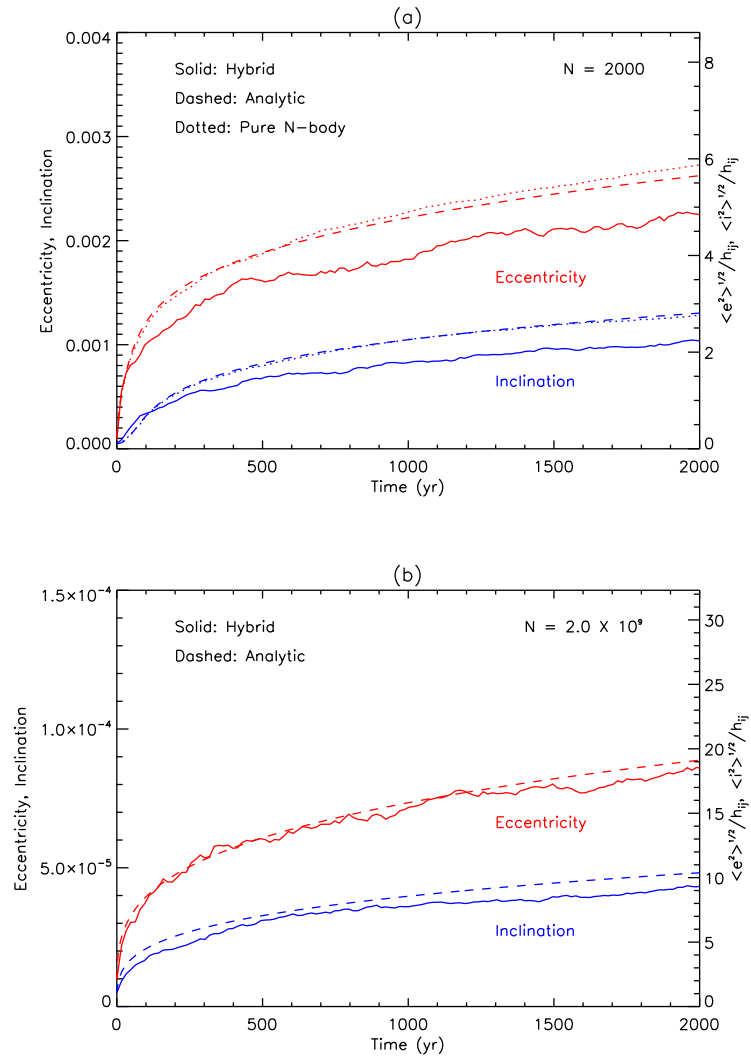 (a)
Solid: Hybrid
Dashed: Analytic
Dotted: Pure N-body
N = 2000
Eccentricity
Inclination
0.004
0.003
0.002
0.001
0.000
Eccentricity, Inclination
8
6
4
2
0
<e²>¹/²/hij, <i²>¹/²/hij
0 500 1000 1500 2000
Time (yr)
(b)
Solid: Hybrid
Dashed: Analytic
N = 2.0 X 10⁹
Eccentricity
Inclination
1.5×10⁻⁴
1.0×10⁻⁴
5.0×10⁻⁵
0
Eccentricity, Inclination
30
25
20
15
10
5
0
<e²>¹/²/hij, <i²>¹/²/hij
0 500 1000 1500 2000
Time (yr)